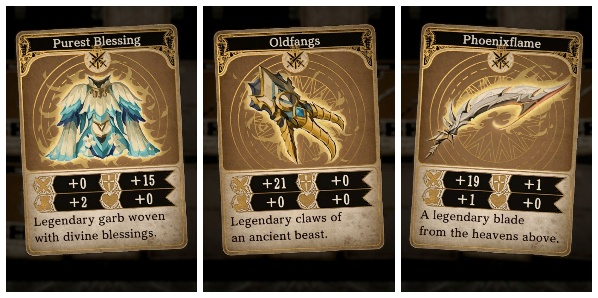 Purest Blessing
+0 +15
+2 +0
Legendary garb woven
with divine blessings.
Oldfangs
+21 +0
+0 +0
Legendary claws of
an ancient beast.
Phoenixflame
+19 +1
+1 +0
A legendary blade
from the heavens above.